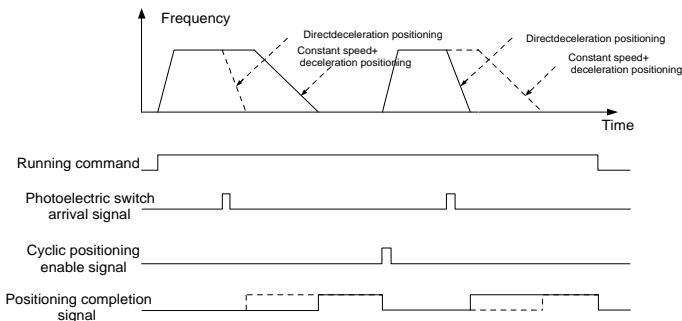 Frequency
Directdeceleration positioning
Constant speed+
deceleration positioning
Directdeceleration positioning
Constant speed+
deceleration positioning
Time
Running command
Photoelectric switch
arrival signal
Cyclic positioning
enable signal
Positioning completion
signal